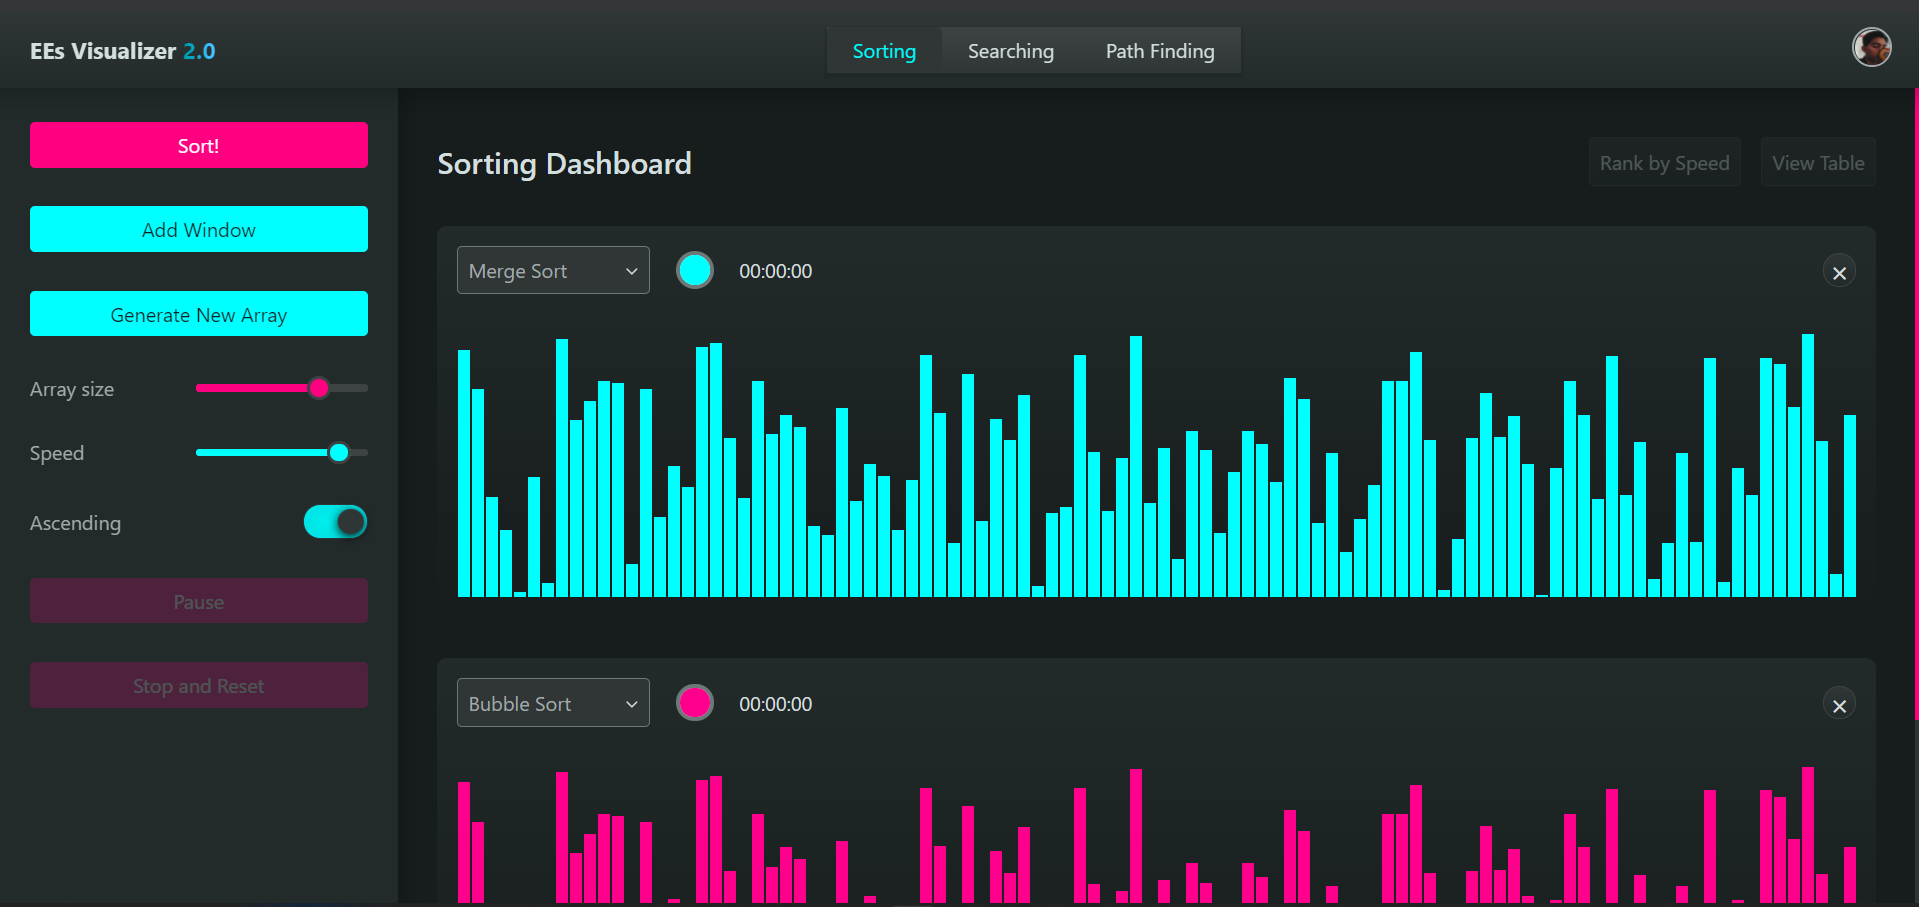 EEs Visualizer 2.0
Sorting
Searching
Path Finding
Sort!
Add Window
Generate New Array
Array size
Speed
Ascending
Pause
Stop and Reset
Sorting Dashboard
Rank by Speed
View Table
Merge Sort
00:00:00
Bubble Sort
00:00:00